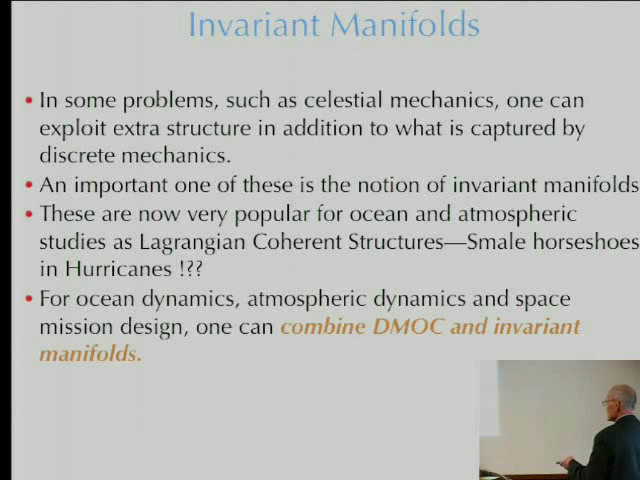 Invariant Manifolds
• In some problems, such as celestial mechanics, one can
exploit extra structure in addition to what is captured by
discrete mechanics.
• An important one of these is the notion of invariant manifolds
• These are now very popular for ocean and atmospheric
studies as Lagrangian Coherent Structures—Smale horseshoes
in Hurricanes !??
• For ocean dynamics, atmospheric dynamics and space
mission design, one can combine DMOC and invariant
manifolds.